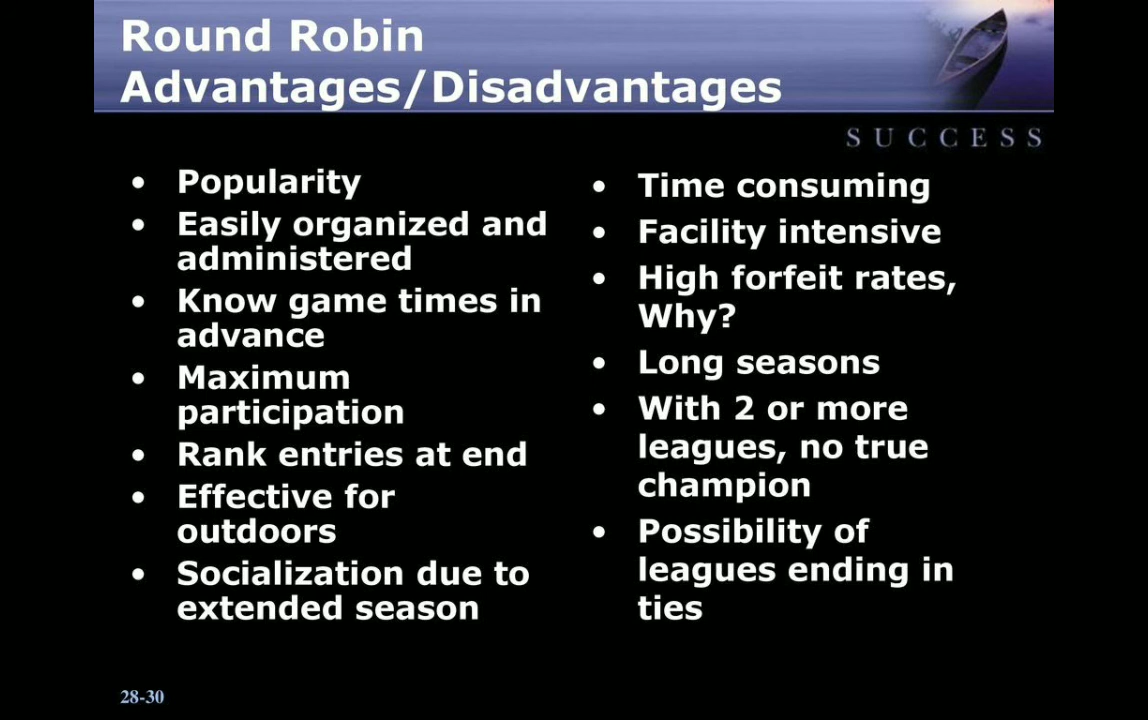 Round Robin
Advantages/Disadvantages
SUCCESS
• Popularity
• Easily organized and
administered
• Know game times in
advance
• Maximum
participation
• Rank entries at end
• Effective for
outdoors
• Socialization due to
extended season
• Time consuming
• Facility intensive
• High forfeit rates,
Why?
• Long seasons
• With 2 or more
leagues, no true
champion
• Possibility of
leagues ending in
ties
28-30